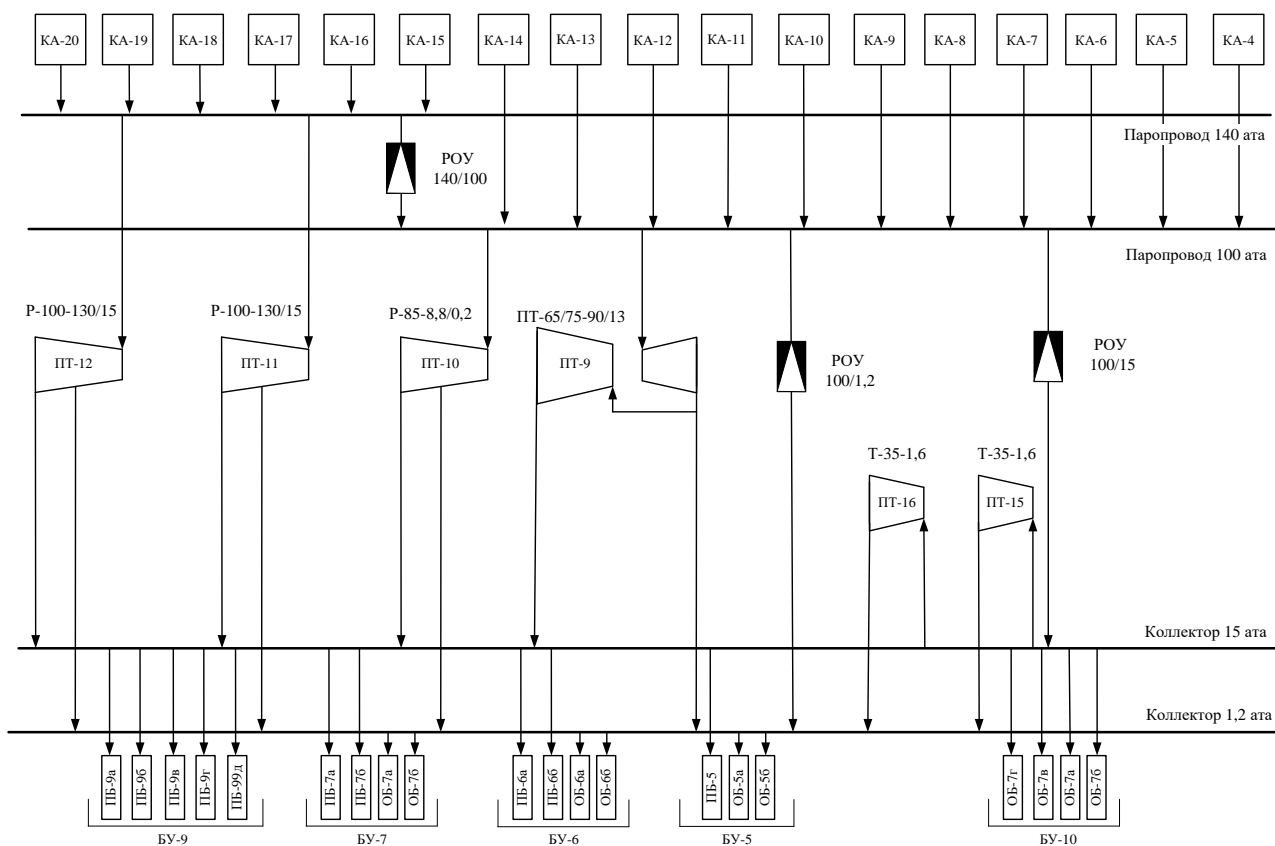 КА-20
КА-19
КА-18
КА-17
КА-16
КА-15
КА-14
КА-13
КА-12
КА-11
КА-10
КА-9
КА-8
КА-7
КА-6
КА-5
КА-4
Паропровод 140 ата
РОУ
140/100
Паропровод 100 ата
Р-100-130/15
Р-100-130/15
Р-85-8,8/0,2
ПТ-65/75-90/13
ПТ-12
ПТ-11
ПТ-10
ПТ-9
РОУ
100/1,2
РОУ
100/15
Т-35-1,6
Т-35-1,6
ПТ-16
ПТ-15
Коллектор 15 ата
Коллектор 1,2 ата
ПБ-9а
ПБ-9б
ПБ-9в
ПБ-9г
ПБ-99д
ПБ-7а
ПБ-7б
ОБ-7а
ОБ-7б
ПБ-6а
ПБ-6б
ОБ-6а
ОБ-6б
ПБ-5
ОБ-5а
ОБ-5б
ОБ-7г
ОБ-7в
ОБ-7а
ОБ-7б
БУ-9
БУ-7
БУ-6
БУ-5
БУ-10